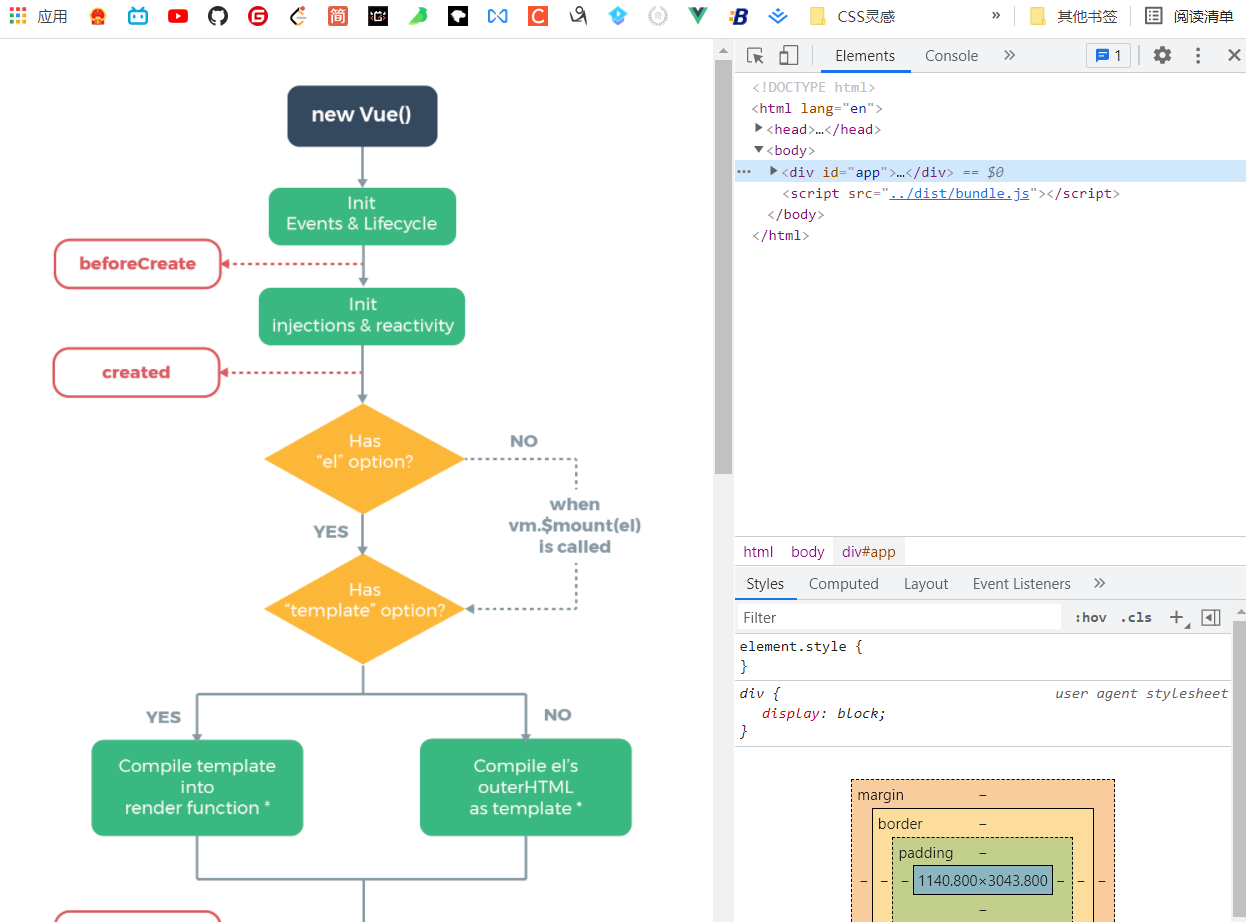 应用
CSS灵感
»
其他书签
阅读清单
new Vue()
Init
Events & Lifecycle
beforeCreate
Init
injections & reactivity
created
Has
“el” option?
NO
when
vm.$mount(el)
is called
YES
Has
“template” option?
YES
NO
Compile template
into
render function *
Compile el’s
outerHTML
as template *
Elements
Console
»
1
<!DOCTYPE html>
<html lang="en">
<head>…</head>
<body>
<div id="app">…</div> == $0
<script src="../dist/bundle.js"></script>
</body>
</html>
html body div#app
Styles Computed Layout Event Listeners »
Filter
:hov .cls +
element.style {
}
div {
user agent stylesheet
display: block;
}
margin –
border –
padding –
– – – 1140.800×3043.800 – – –
–